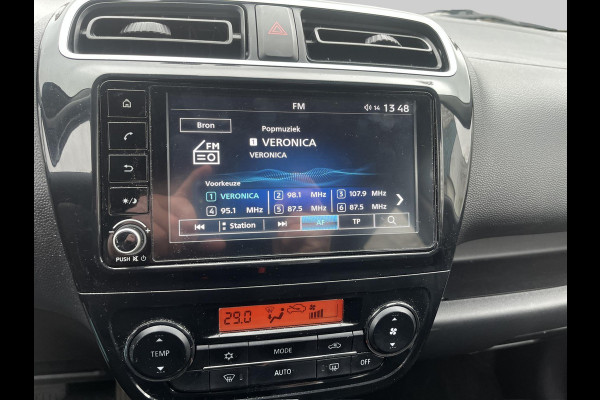 FM
14 13 48
Bron
Popmuziek
FM
1 VERONICA
VERONICA
Voorkeuze
1 VERONICA 2 98.1 MHz 3 107.9 MHz
4 95.1 MHz 5 87.5 MHz 6 87.5 MHz
Station AF TP
PUSH
29.0
TEMP
MODE
AUTO
OFF